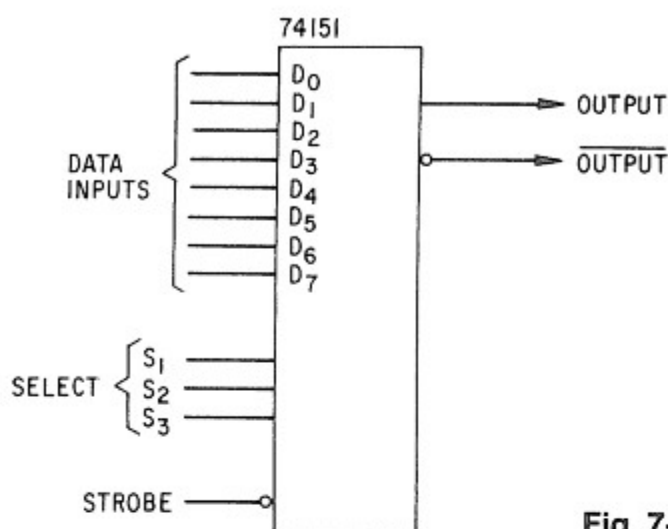 74151
D0
D1
D2
D3
D4
D5
D6
D7
DATA
INPUTS
OUTPUT
OUTPUT
SELECT
S1
S2
S3
STROBE